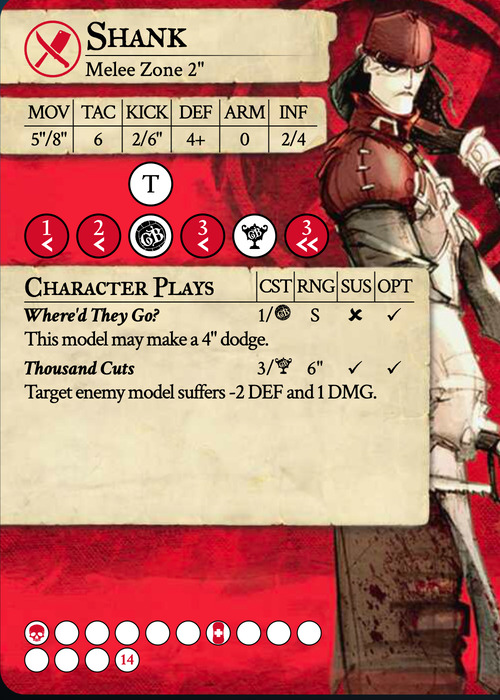 SHANK
Melee Zone 2"
MOV TAC KICK DEF ARM INF
5"/8" 6 2/6" 4+ 0 2/4
T
1 < 2 < GB 3 < GB 3 <<
CHARACTER PLAYS CST RNG SUS OPT
Where'd They Go? 1/GB S ✘ ✓
This model may make a 4" dodge.
Thousand Cuts 3/GB 6" ✓ ✓
Target enemy model suffers -2 DEF and 1 DMG.
14